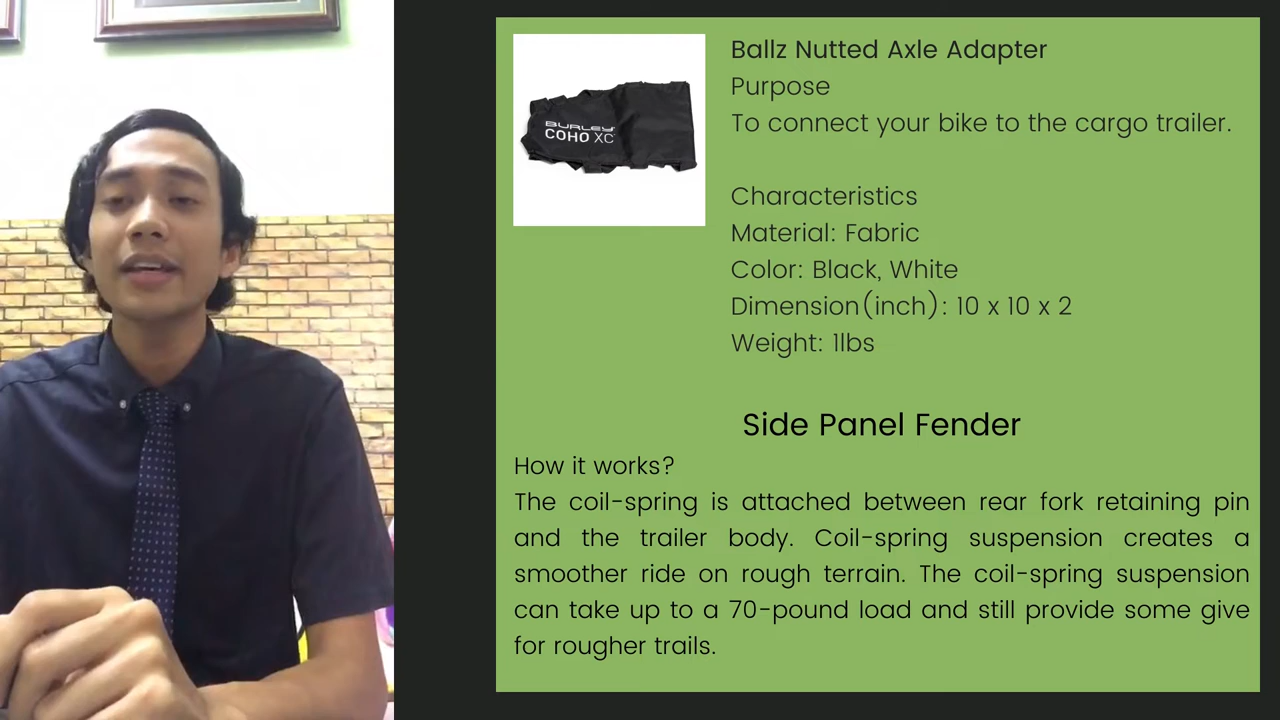 BURLEY
COHO XC
Ballz Nutted Axle Adapter
Purpose
To connect your bike to the cargo trailer.
Characteristics
Material: Fabric
Color: Black, White
Dimension(inch): 10 x 10 x 2
Weight: 1lbs
Side Panel Fender
How it works?
The coil-spring is attached between rear fork retaining pin
and the trailer body. Coil-spring suspension creates a
smoother ride on rough terrain. The coil-spring suspension
can take up to a 70-pound load and still provide some give
for rougher trails.